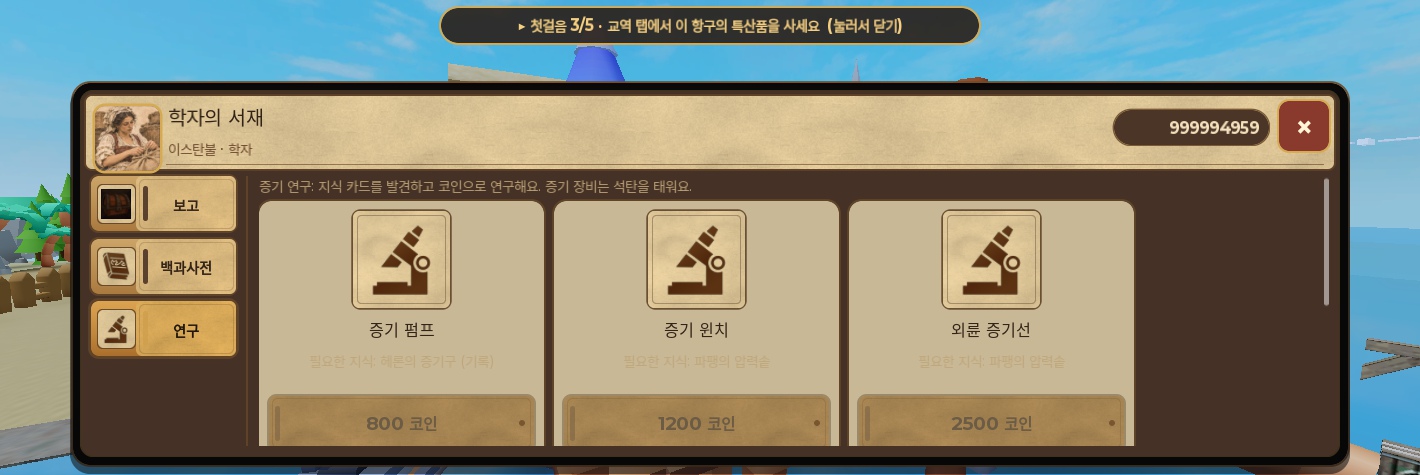 ▸ 첫걸음 3/5 · 교역 탭에서 이 항구의 특산품을 사세요 (눌러서 닫기)
학자의 서재
이스탄불 · 학자
999994959
×
보고
백과사전
연구
증기 연구: 지식 카드를 발견하고 코인으로 연구해요. 증기 장비는 석탄을 태워요.
증기 펌프
필요한 지식: 헤론의 증기구 (기록)
800 코인
증기 윈치
필요한 지식: 파팽의 압력솥
1200 코인
외륜 증기선
필요한 지식: 파팽의 압력솥
2500 코인